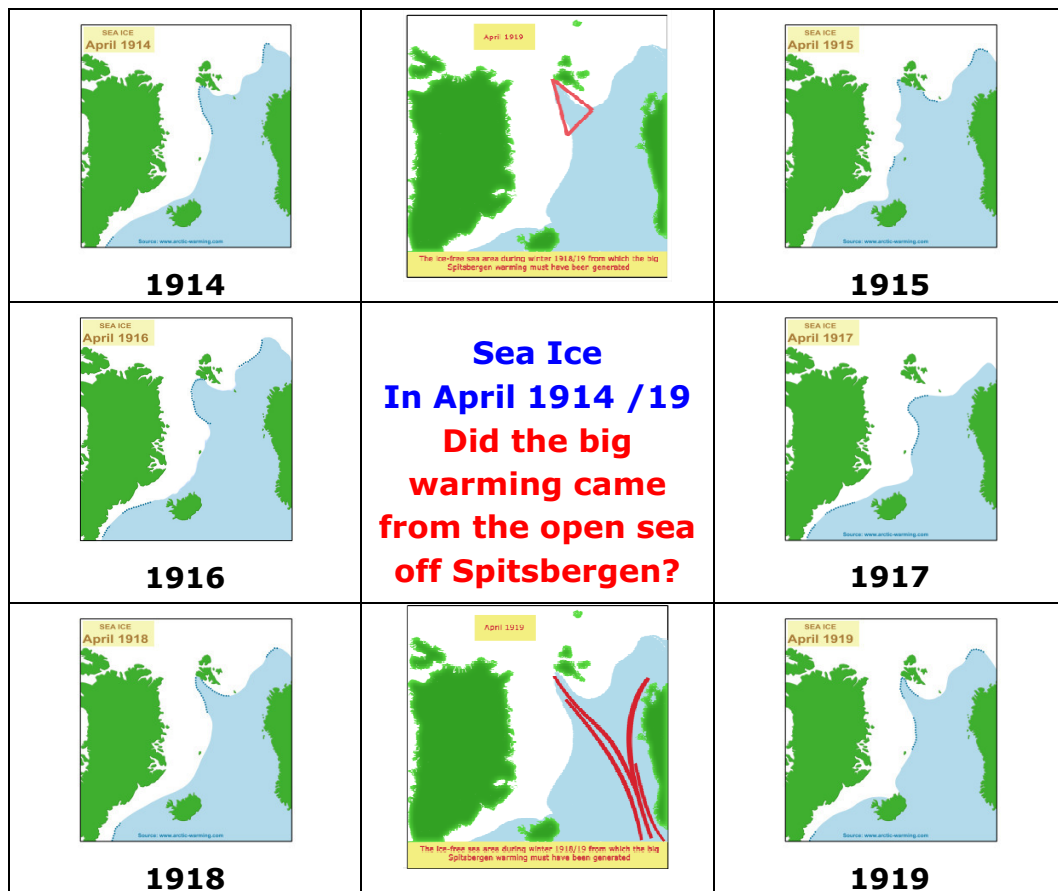 SEA ICE
April 1914
Source: www.arctic-warming.com
1914
April 1919
The ice-free sea area during winter 1918/19 from which the big
Spitsbergen warming must have been generated
SEA ICE
April 1915
Source: www.arctic-warming.com
1915
SEA ICE
April 1916
1916
Sea Ice
In April 1914 /19
Did the big
warming came
from the open sea
off Spitsbergen?
SEA ICE
April 1917
Source: www.arctic-warming.com
1917
SEA ICE
April 1918
Source: www.arctic-warming.com
1918
April 1919
The ice-free sea area during winter 1918/19 from which the big
Spitsbergen warming must have been generated
SEA ICE
April 1919
Source: www.arctic-warming.com
1919